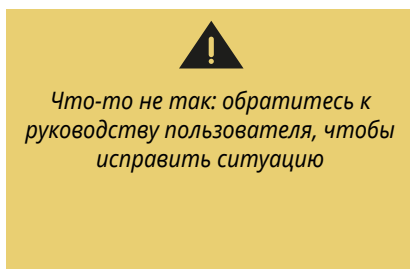 Что-то не так: обратитесь к
руководству пользователя, чтобы
исправить ситуацию